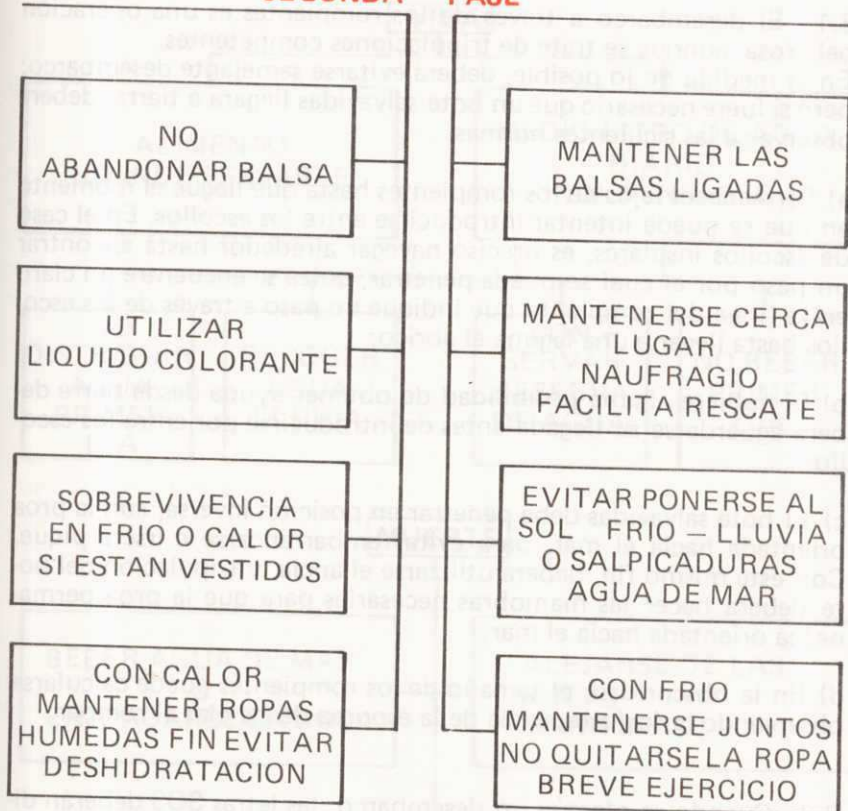 SEGUNDA FASE
NO
ABANDONAR BALSA
MANTENER LAS
BALSAS LIGADAS
UTILIZAR
LIQUIDO COLORANTE
MANTENERSE CERCA
LUGAR
NAUFRAGIO
FACILITA RESCATE
SOBREVIVENCIA
EN FRIO O CALOR
SI ESTAN VESTIDOS
EVITAR PONERSE AL
SOL – FRIO – LLUVIA
O SALPICADURAS
AGUA DE MAR
CON CALOR
MANTENER ROPAS
HUMEDAS FIN EVITAR
DESHIDRATACION
CON FRIO
MANTENERSE JUNTOS
NO QUITARSE LA ROPA
BREVE EJERCICIO